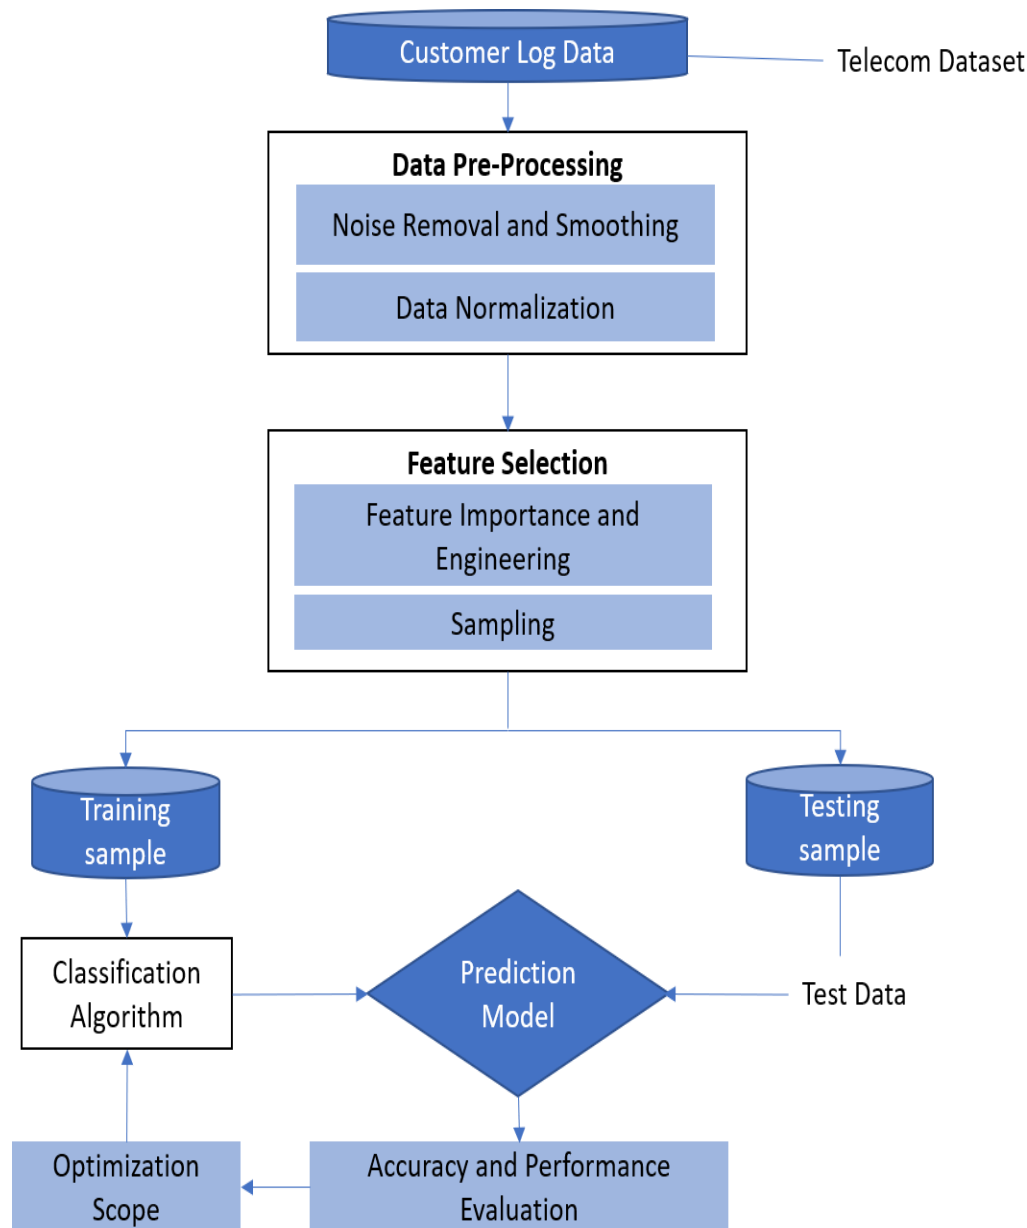 Customer Log Data
Telecom Dataset
Data Pre-Processing
Noise Removal and Smoothing
Data Normalization
Feature Selection
Feature Importance and
Engineering
Sampling
Training
sample
Testing
sample
Classification
Algorithm
Prediction
Model
Test Data
Optimization
Scope
Accuracy and Performance
Evaluation